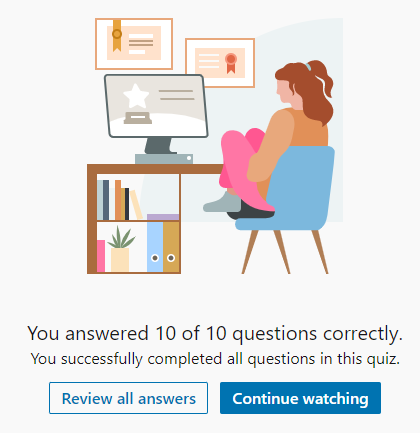 You answered 10 of 10 questions correctly.
You successfully completed all questions in this quiz.
Review all answers
Continue watching